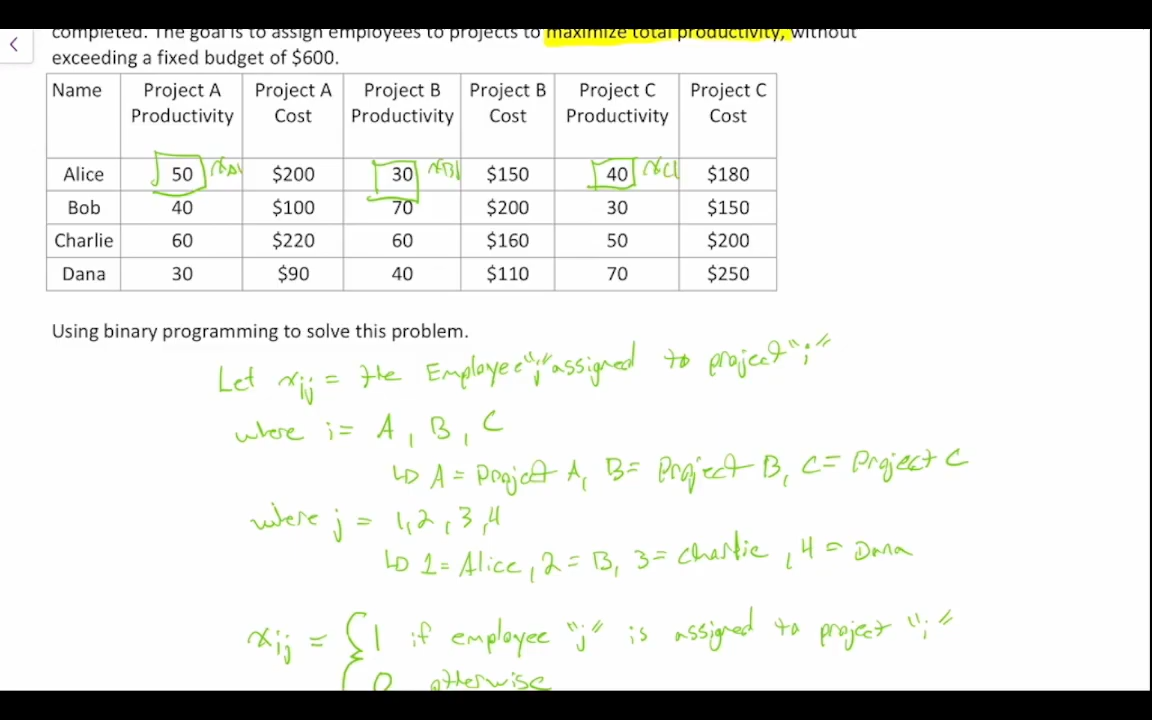 completed. The goal is to assign employees to projects to maximize total productivity, without
exceeding a fixed budget of $600.
Name Project A Productivity Project A Cost Project B Productivity Project B Cost Project C Productivity Project C Cost
Alice 50 xA1 $200 30 xB1 $150 40 xC1 $180
Bob 40 $100 70 $200 30 $150
Charlie 60 $220 60 $160 50 $200
Dana 30 $90 40 $110 70 $250
Using binary programming to solve this problem.
Let xij = the Employee "j" assigned to project "i"
where i = A, B, C
↳ A = Project A, B = Project B, C = Project C
where j = 1,2,3,4
↳ 1 = Alice, 2 = B, 3 = Charlie, 4 = Dana
xij = { 1 if employee "j" is assigned to project "i"
0 otherwise